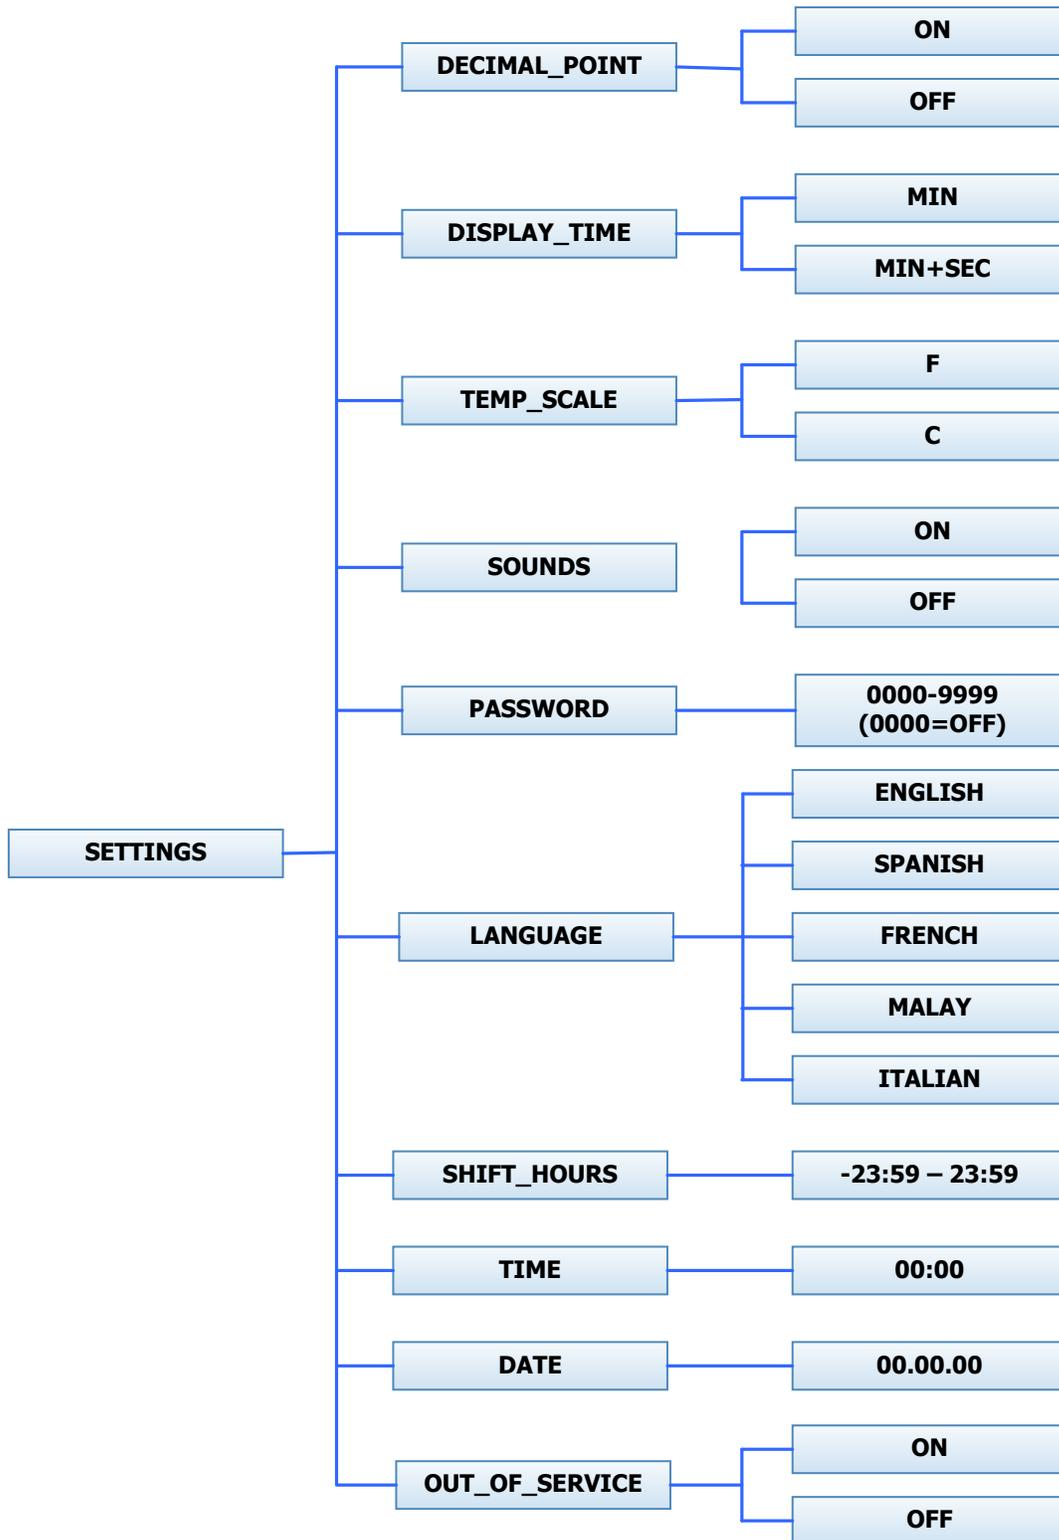 ON
DECIMAL_POINT
OFF
MIN
DISPLAY_TIME
MIN+SEC
F
TEMP_SCALE
C
ON
SOUNDS
OFF
0000-9999
(0000=OFF)
PASSWORD
ENGLISH
SETTINGS
SPANISH
LANGUAGE
FRENCH
MALAY
ITALIAN
SHIFT_HOURS
-23:59 – 23:59
TIME
00:00
DATE
00.00.00
ON
OUT_OF_SERVICE
OFF